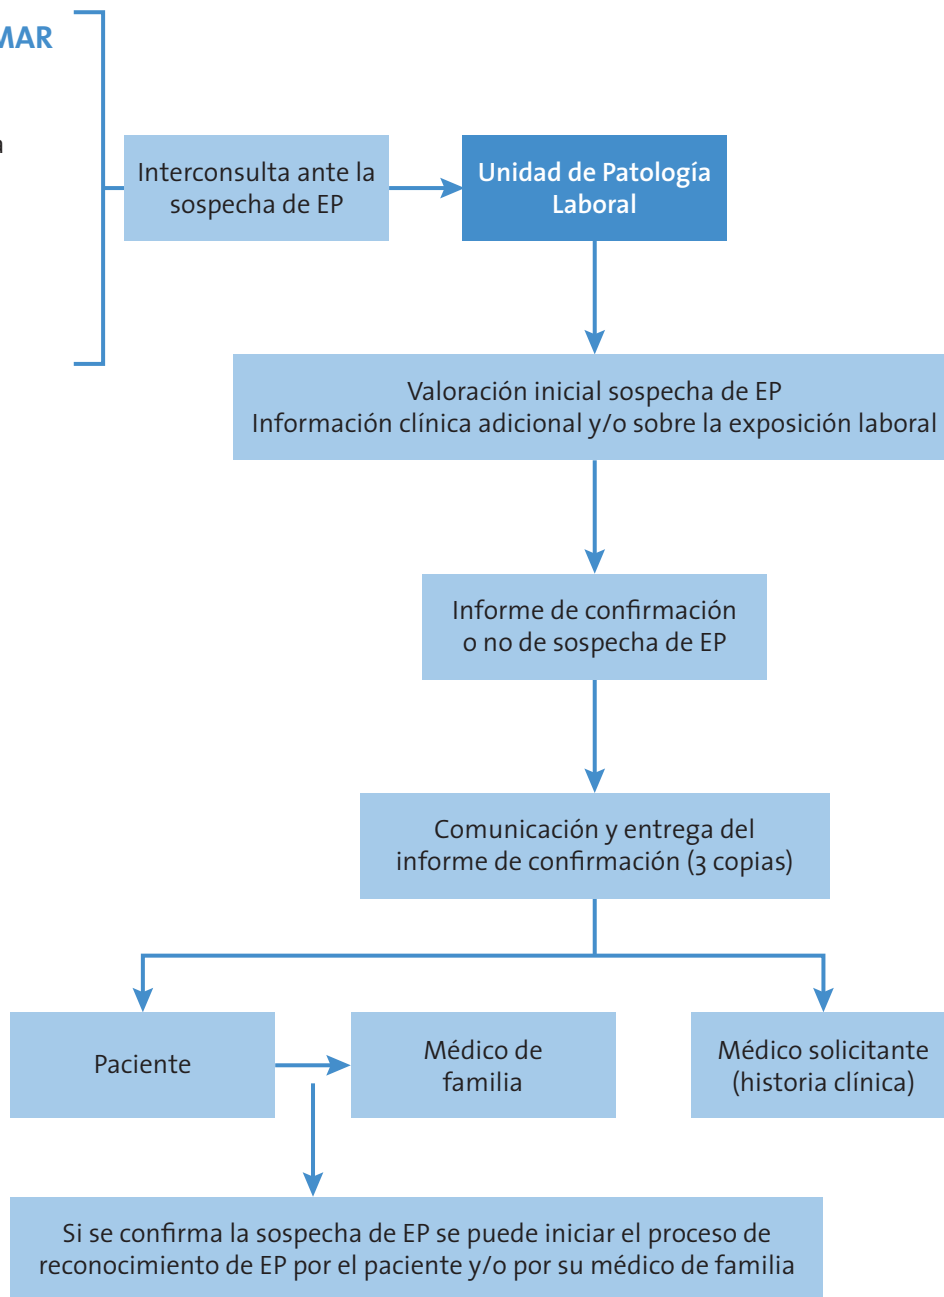 MAR
Interconsulta ante la
sospecha de EP
Unidad de Patología
Laboral
Valoración inicial sospecha de EP
Información clínica adicional y/o sobre la exposición laboral
Informe de confirmación
o no de sospecha de EP
Comunicación y entrega del
informe de confirmación (3 copias)
Paciente
Médico de
familia
Médico solicitante
(historia clínica)
Si se confirma la sospecha de EP se puede iniciar el proceso de
reconocimiento de EP por el paciente y/o por su médico de familia